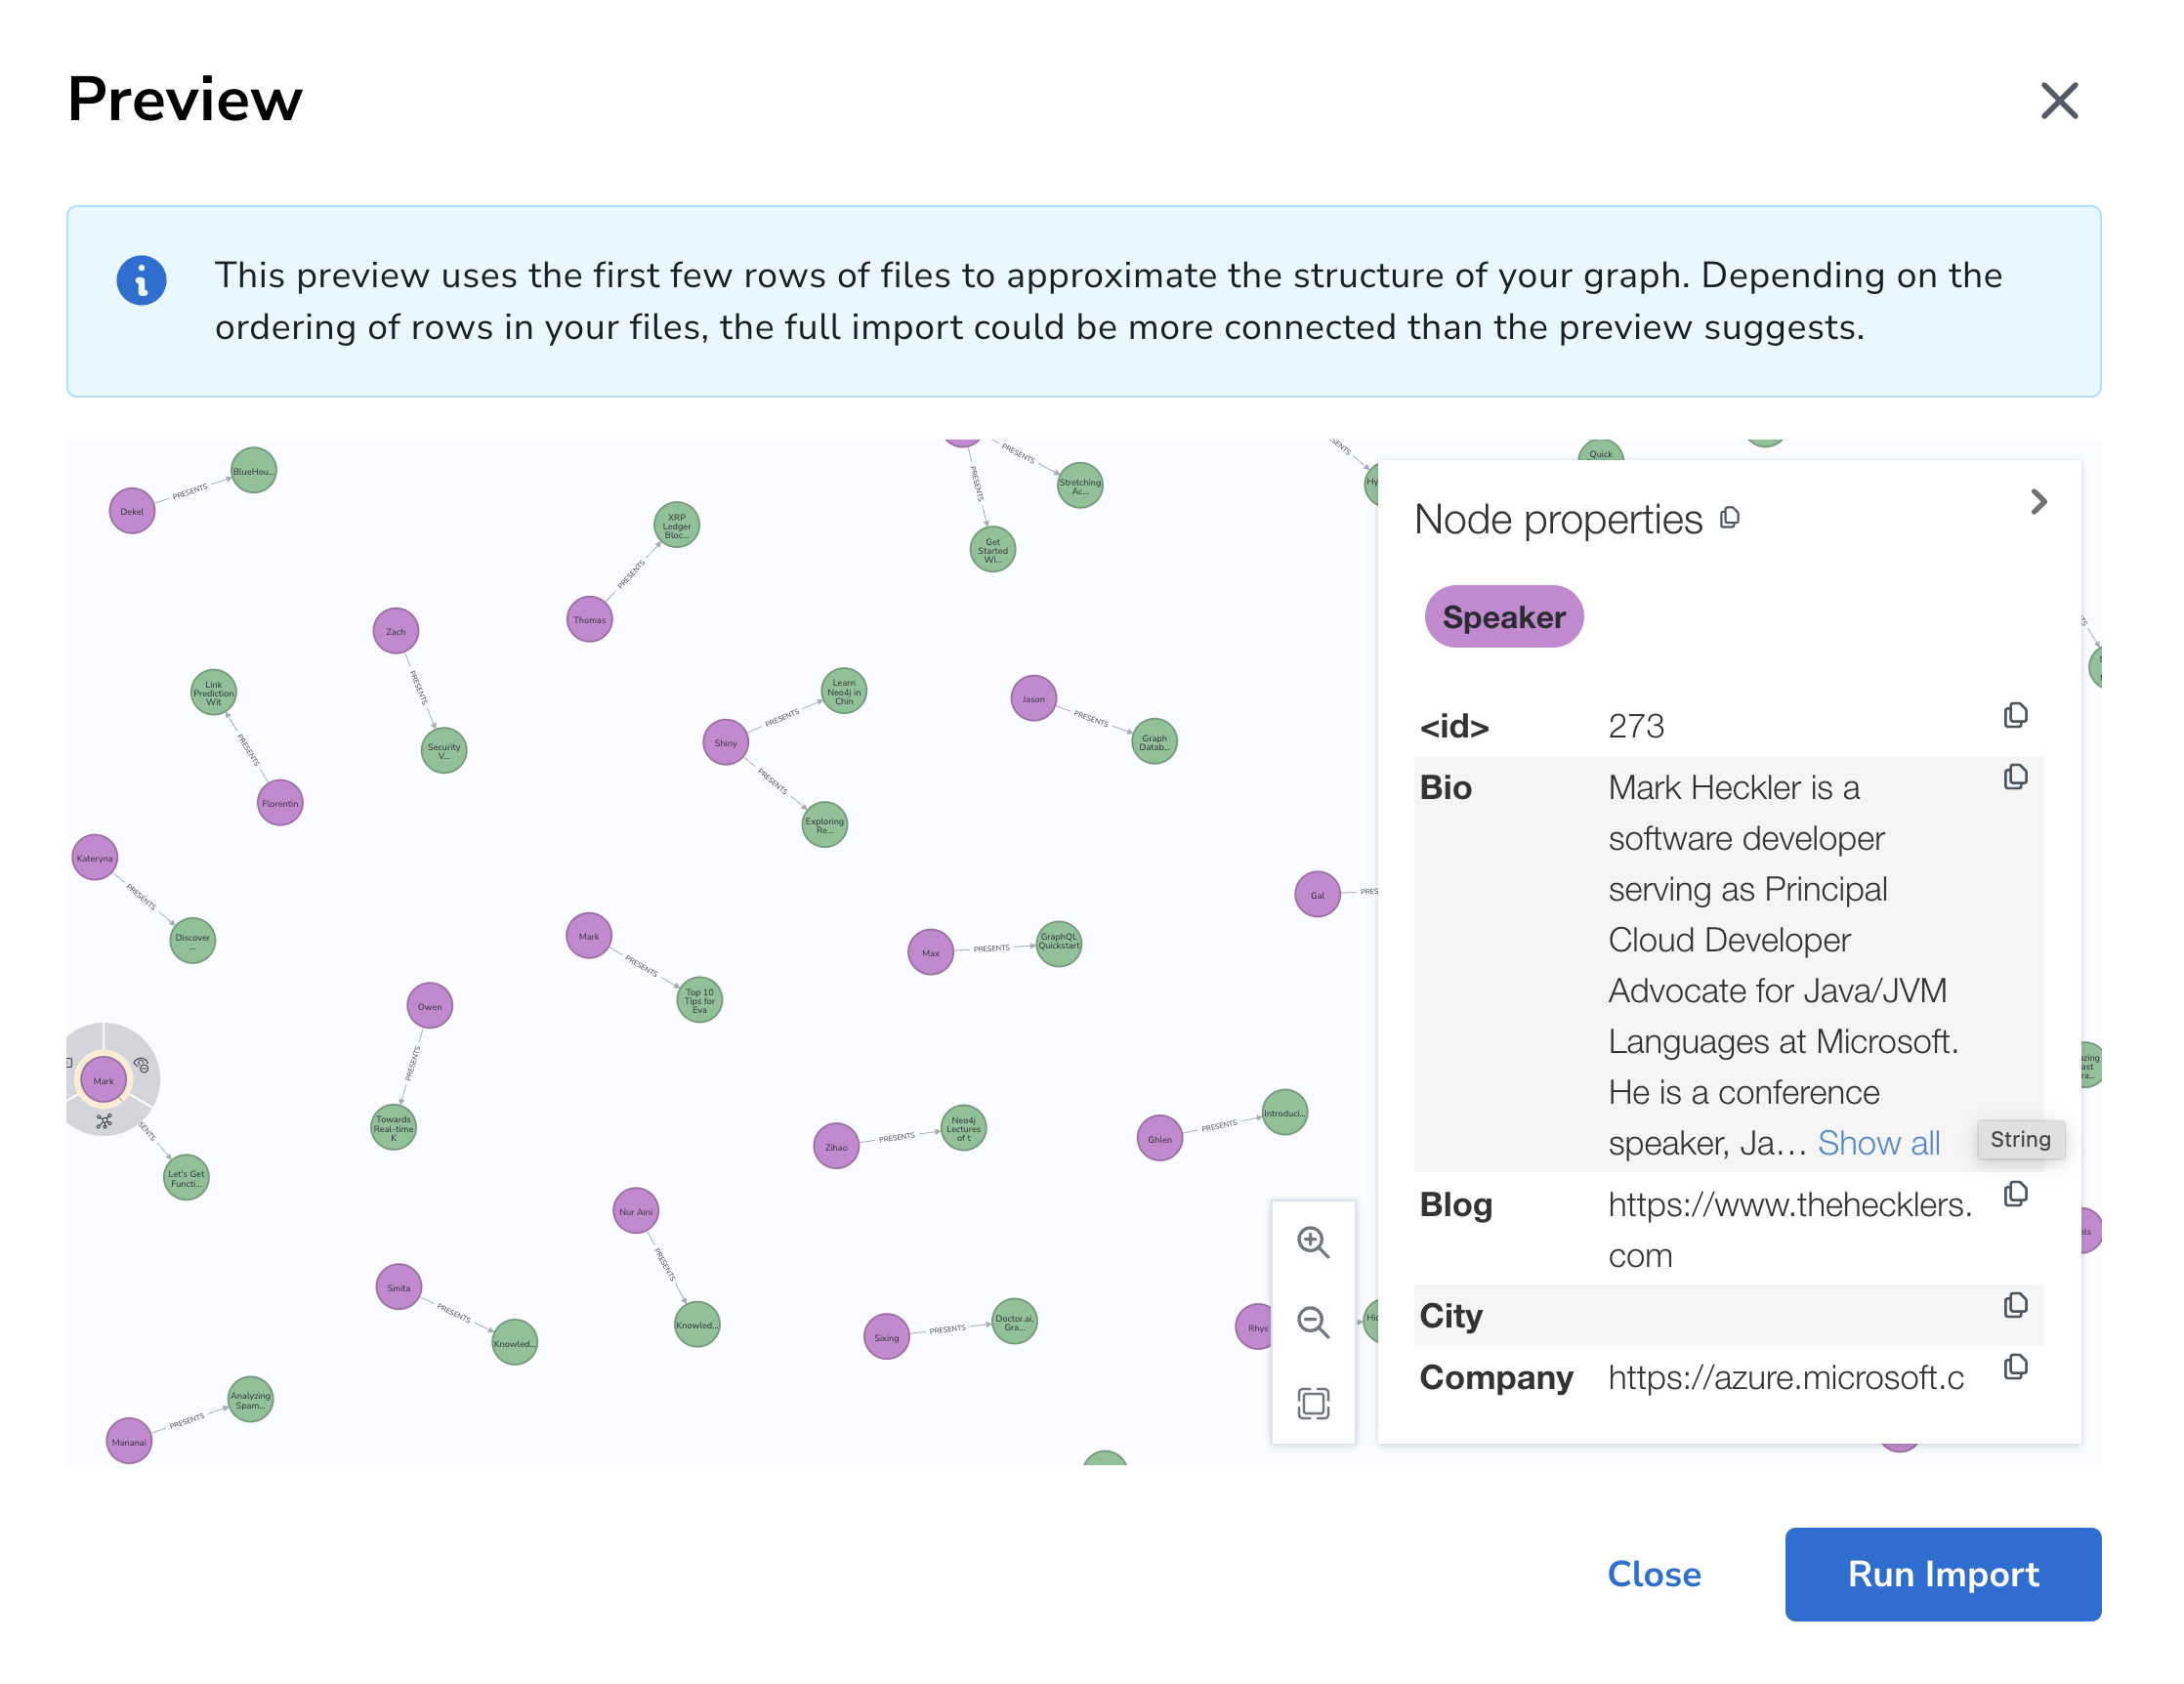 Preview
This preview uses the first few rows of files to approximate the structure of your graph. Depending on the
ordering of rows in your files, the full import could be more connected than the preview suggests.
Dekel
PRESENTS
BlueHou...
PRESENTS
Stretching
Ac...
PRESENTS
Get
Started
Wi...
Quick
XRP
Ledger
Bloc...
PRESENTS
Thomas
Zach
PRESENTS
Security
V...
Link
Prediction
Wit
PRESENTS
Florentin
Learn
Neo4j in
Chin
PRESENTS
Shiny
PRESENTS
Exploring
Re...
Jason
PRESENTS
Graph
Datab...
Kateryna
PRESENTS
Discover
...
Gal
Mark
PRESENTS
Top 10
Tips for
Eva
Max
PRESENTS
GraphQL
Quickstart
Owen
PRESENTS
Towards
Real-time
K
Mark
Let's Get
Functi...
Zihao
PRESENTS
Neo4j
Lectures
of t
Ghlen
PRESENTS
Introduci...
Nur Aini
PRESENTS
Knowled...
Smita
PRESENTS
Knowled...
Sixing
PRESENTS
Doctor.ai,
Gra...
Rhys
Analyzing
Spam...
PRESENTS
Mananai
Node properties
Speaker
<id> 273
Bio Mark Heckler is a
software developer
serving as Principal
Cloud Developer
Advocate for Java/JVM
Languages at Microsoft.
He is a conference
speaker, Ja... Show all
String
Blog https://www.thehecklers.
com
City
Company https://azure.microsoft.c
Close
Run Import